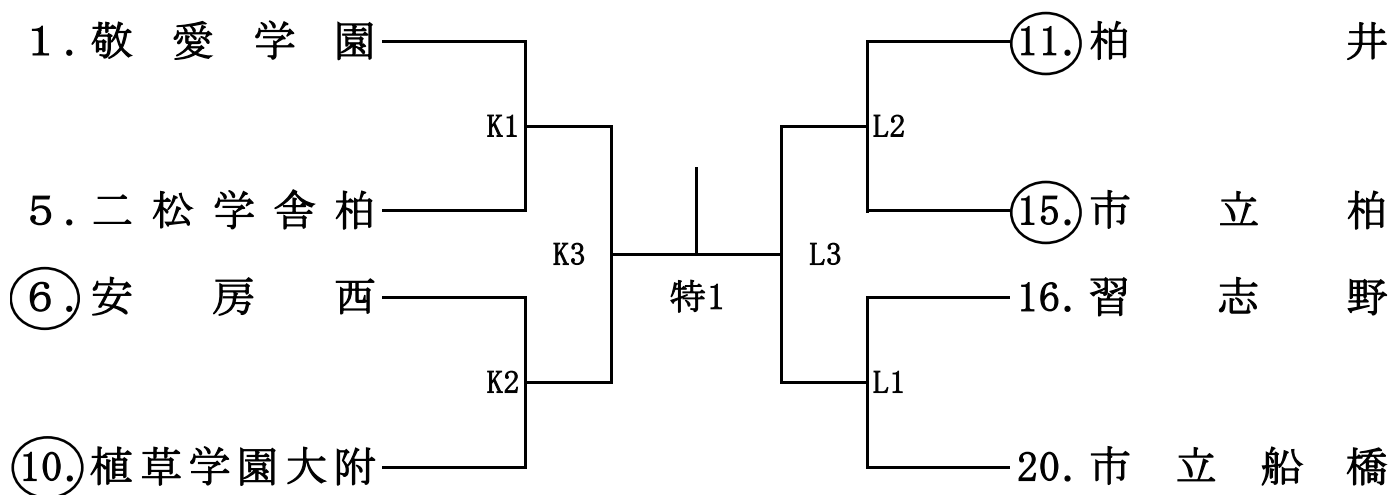 1.敬愛学園
11.柏井
K1
L2
5.二松学舎柏
15.市立柏
K3
L3
6.安房西
特1
16.習志野
K2
L1
10.植草学園大附
20.市立船橋